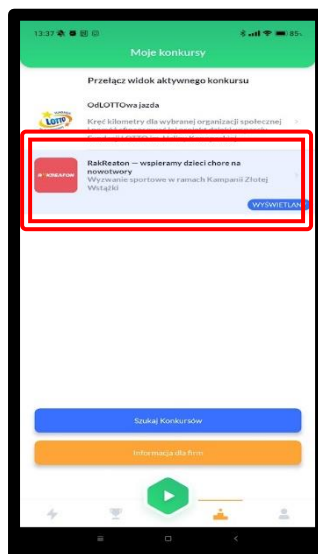 13:37
85
Moje konkursy
Przełącz widok aktywnego konkursu
LOTTO
OdLOTTOwa jazda
Kręć kilometry dla wybranej organizacji społecznej
RakReaton — wspieramy dzieci chore na
nowotwory
Wyzwanie sportowe w ramach Kampanii Złotej
Wstążki
WYŚWIETLAN
Szukaj Konkursów
Informacja dla firm